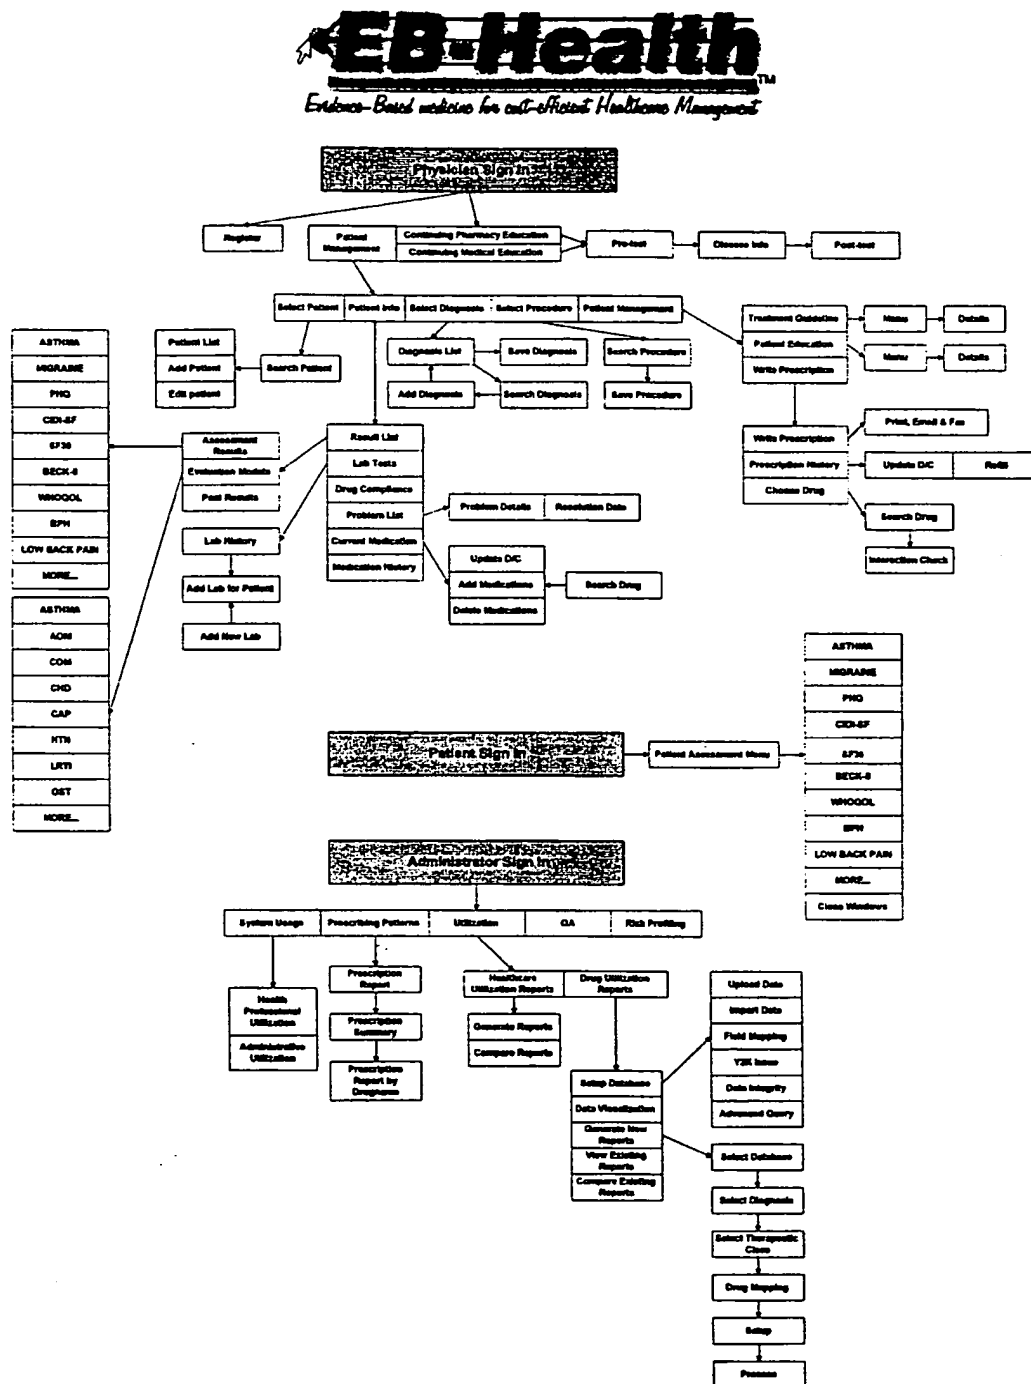 EB-Health
TM
Evidence-Based medicine for cost-efficient Healthcare Management
Physician Sign In
Register
Patient
Management
Continuing Pharmacy Education
Continuing Medical Education
Pre-test
Disease Info
Post-test
Select Patient
Patient Info
Select Diagnosis
Select Procedure
Patient Management
Treatment Guideline
Patient Education
Write Prescription
Menu
Details
Menu
Details
Patient List
Add Patient
Edit patient
Search Patient
Diagnosis List
Save Diagnosis
Add Diagnosis
Search Diagnosis
Search Procedure
Save Procedure
ASTHMA
MIGRAINE
PHQ
CIDI-SF
SF36
BECK-II
WHOQOL
BPH
LOW BACK PAIN
MORE...
Assessment
Results
Evaluation Models
Past Results
Result List
Lab Tests
Drug Compliance
Problem List
Current Medication
Medication History
Lab History
Add Lab for Patient
Add New Lab
Problem Details
Resolution Date
Update D/C
Add Medications
Delete Medications
Search Drug
Write Prescription
Prescription History
Choose Drug
Print, Email & Fax
Update D/C
Refill
Search Drug
Interaction Check
ASTHMA
AOM
COM
CHD
CAP
HTN
LRTI
OST
MORE...
Patient Sign In
Patient Assessment Menu
ASTHMA
MIGRAINE
PHQ
CIDI-SF
SF36
BECK-II
WHOQOL
BPH
LOW BACK PAIN
MORE...
Close Windows
Administrator Sign In
System Usage
Prescribing Patterns
Utilization
QA
Risk Profiling
Health
Professional
Utilization
Administrative
Utilization
Prescription
Report
Prescription
Summary
Prescription
Report by
Drugname
Healthcare
Utilization Reports
Drug Utilization
Reports
Generate Reports
Compare Reports
Setup Database
Data Visualization
Generate New
Reports
View Existing
Reports
Compare Existing
Reports
Upload Data
Import Data
Field Mapping
Y2K Issue
Data Integrity
Advanced Query
Select Database
Select Diagnosis
Select Therapeutic
Class
Drug Mapping
Setup
Process